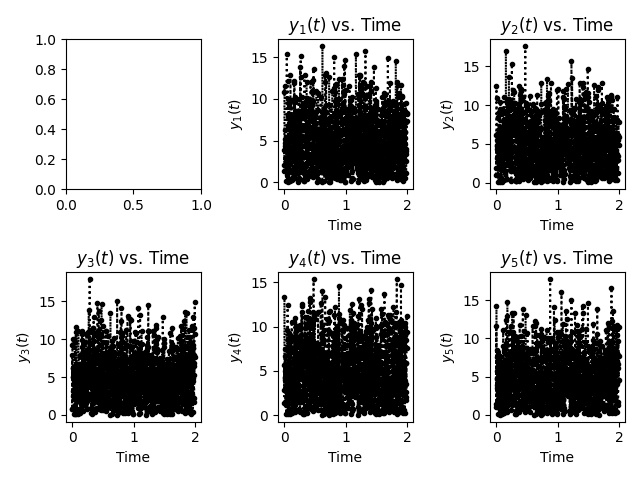 1.0
0.8
0.6
0.4
0.2
0.0
0.0 0.5 1.0
y₁(t) vs. Time
y₁(t)
15
10
5
0
0 1 2
Time
y₂(t) vs. Time
y₂(t)
15
10
5
0
0 1 2
Time
y₃(t) vs. Time
y₃(t)
15
10
5
0
0 1 2
Time
y₄(t) vs. Time
y₄(t)
15
10
5
0
0 1 2
Time
y₅(t) vs. Time
y₅(t)
15
10
5
0
0 1 2
Time